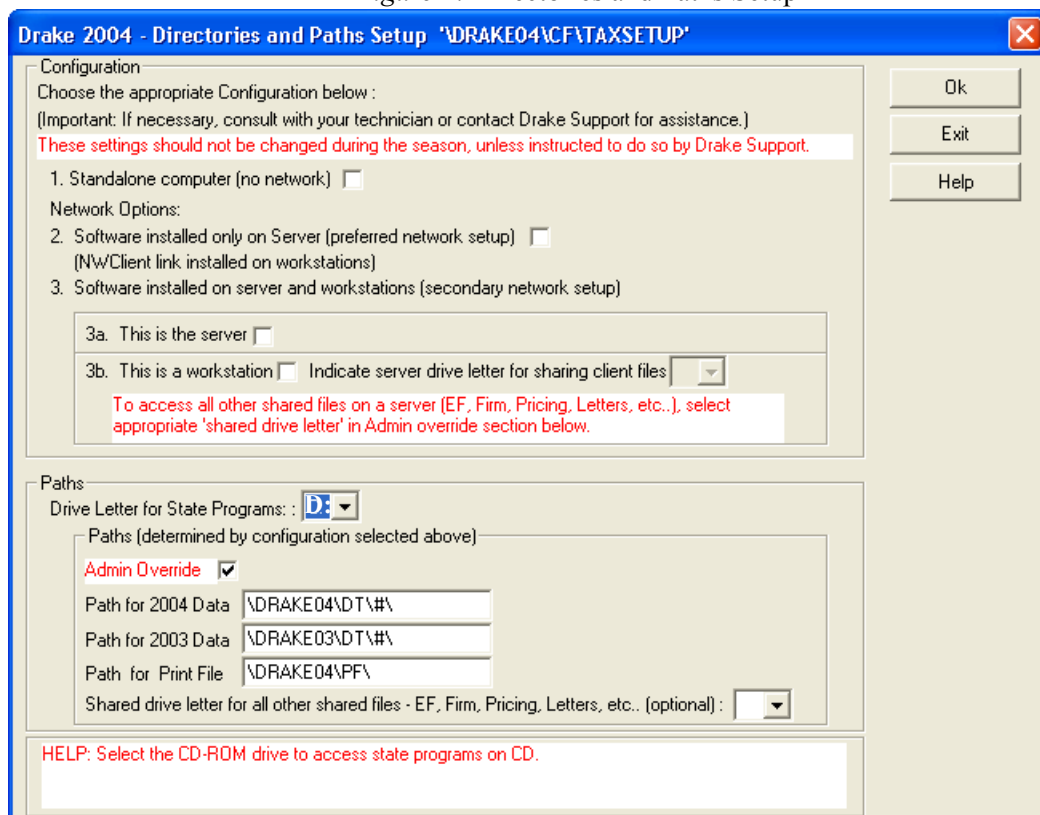 Drake 2004 - Directories and Paths Setup '\DRAKE04\CF\TAXSETUP'
Configuration
Choose the appropriate Configuration below :
(Important: If necessary, consult with your technician or contact Drake Support for assistance.)
These settings should not be changed during the season, unless instructed to do so by Drake Support.
1. Standalone computer (no network)
Network Options:
2. Software installed only on Server (preferred network setup)
(NWClient link installed on workstations)
3. Software installed on server and workstations (secondary network setup)
3a. This is the server
3b. This is a workstation Indicate server drive letter for sharing client files
To access all other shared files on a server (EF, Firm, Pricing, Letters, etc..), select
appropriate 'shared drive letter' in Admin override section below.
Ok
Exit
Help
Paths
Drive Letter for State Programs: : D:
Paths (determined by configuration selected above)
Admin Override
Path for 2004 Data \DRAKE04\DT\#\
Path for 2003 Data \DRAKE03\DT\#\
Path for Print File \DRAKE04\PF\
Shared drive letter for all other shared files - EF, Firm, Pricing, Letters, etc.. (optional) :
HELP: Select the CD-ROM drive to access state programs on CD.